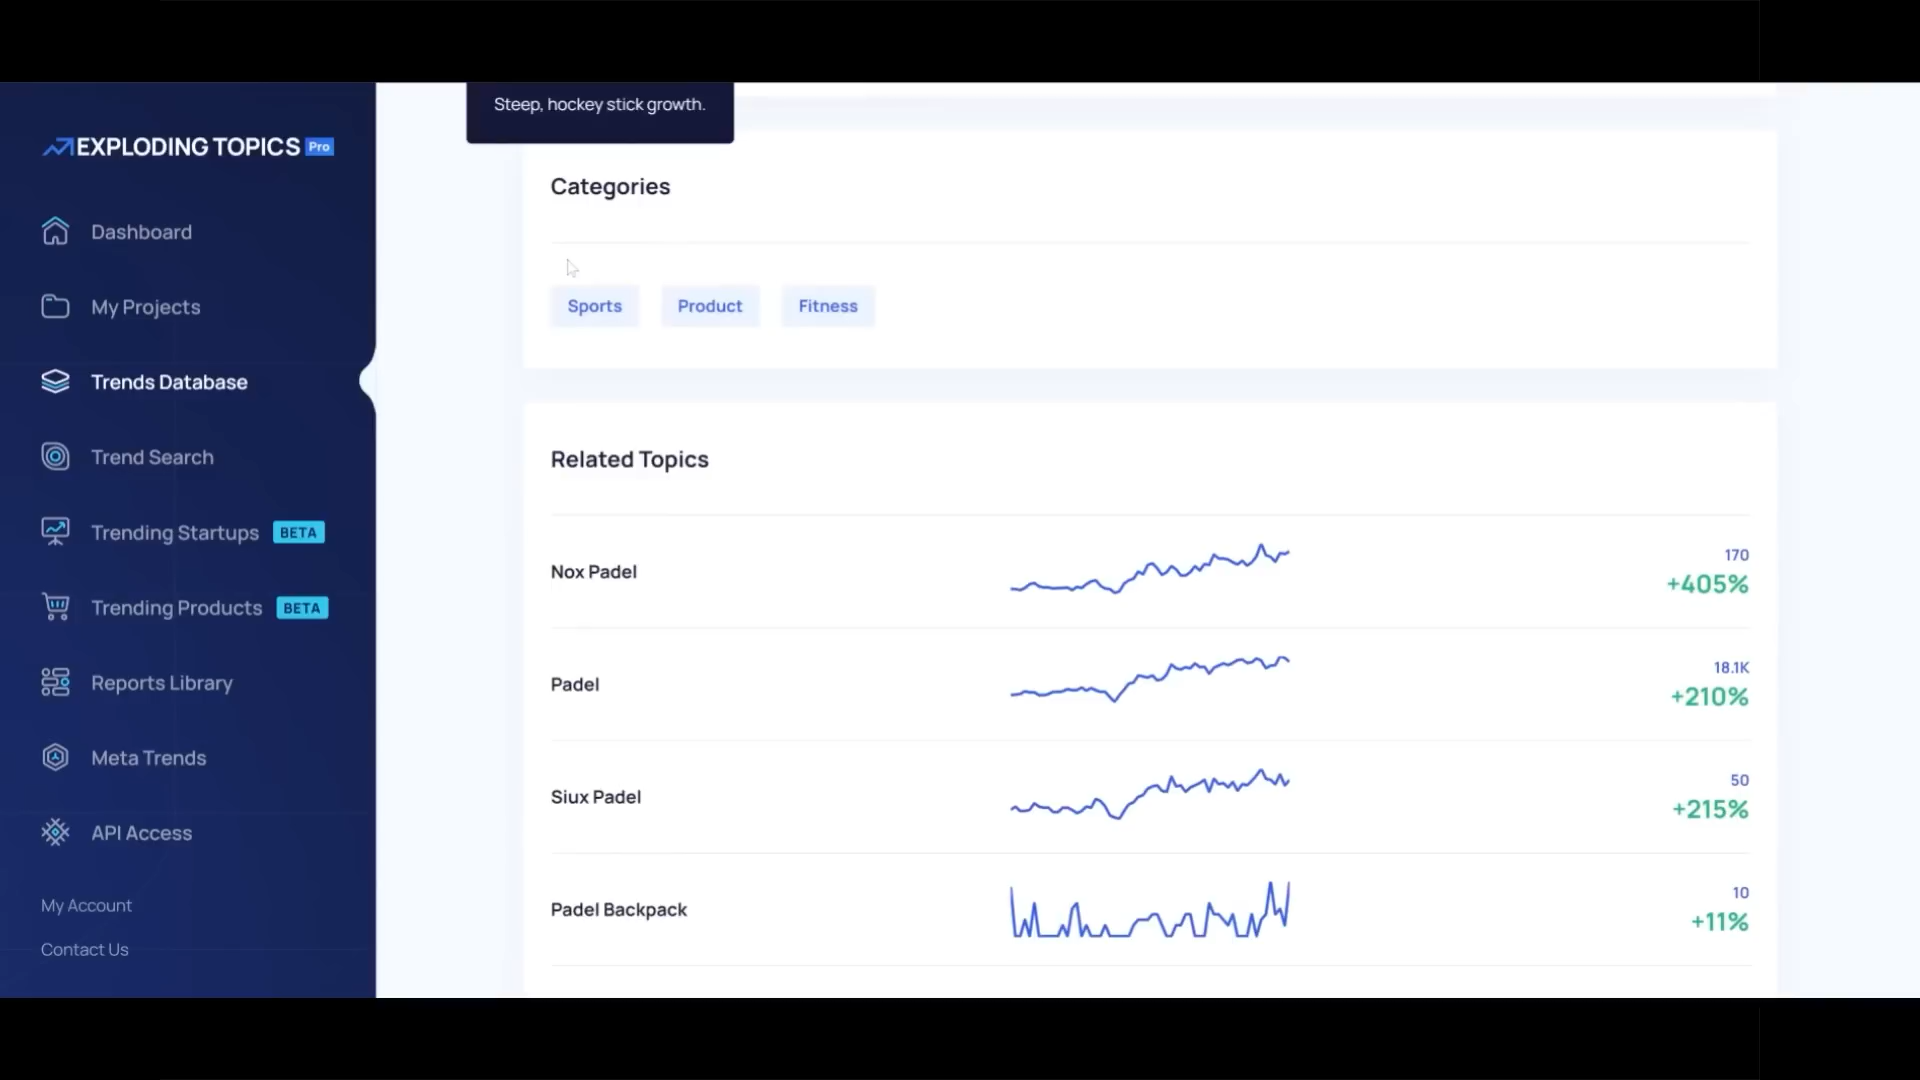 Steep, hockey stick growth.
EXPLODING TOPICS Pro
Dashboard
My Projects
Trends Database
Trend Search
Trending Startups BETA
Trending Products BETA
Reports Library
Meta Trends
API Access
My Account
Contact Us
Categories
Sports Product Fitness
Related Topics
Nox Padel
170
+405%
Padel
18.1K
+210%
Siux Padel
50
+215%
Padel Backpack
10
+11%